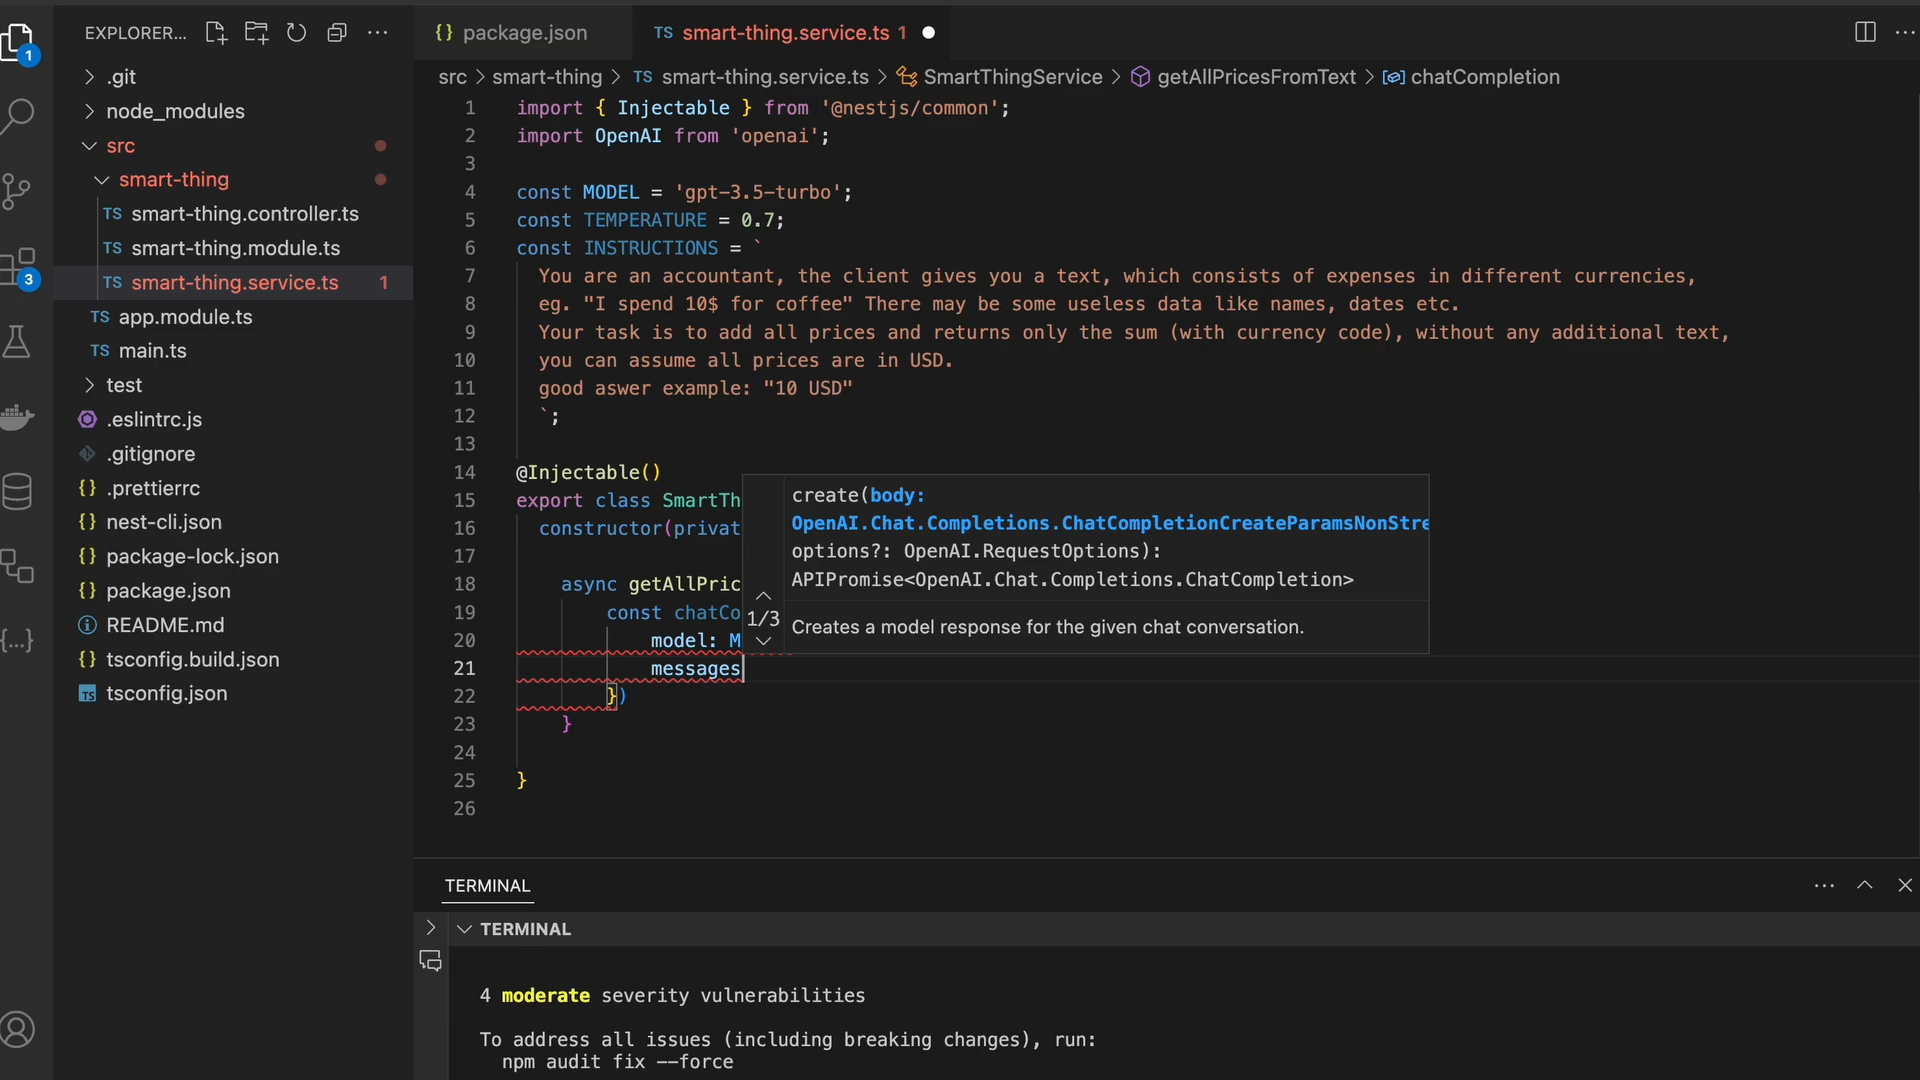 EXPLORER...
1
3
.git
node_modules
src
smart-thing
TS smart-thing.controller.ts
TS smart-thing.module.ts
TS smart-thing.service.ts 1
TS app.module.ts
TS main.ts
test
.eslintrc.js
.gitignore
{} .prettierrc
{} nest-cli.json
{} package-lock.json
{} package.json
README.md
{} tsconfig.build.json
TS tsconfig.json
{} package.json
TS smart-thing.service.ts 1
src > smart-thing > TS smart-thing.service.ts > SmartThingService > getAllPricesFromText > chatCompletion
1 import { Injectable } from '@nestjs/common';
2 import OpenAI from 'openai';
3
4 const MODEL = 'gpt-3.5-turbo';
5 const TEMPERATURE = 0.7;
6 const INSTRUCTIONS = `
7 You are an accountant, the client gives you a text, which consists of expenses in different currencies,
8 eg. "I spend 10$ for coffee" There may be some useless data like names, dates etc.
9 Your task is to add all prices and returns only the sum (with currency code), without any additional text,
10 you can assume all prices are in USD.
11 good aswer example: "10 USD"
12 `;
13
14 @Injectable()
15 export class SmartTh
16 constructor(privat
17
18 async getAllPric
19 const chatCo
20 model: M
21 messages
22 })
23 }
24
25 }
26
create(body:
OpenAI.Chat.Completions.ChatCompletionCreateParamsNonStre
options?: OpenAI.RequestOptions):
APIPromise<OpenAI.Chat.Completions.ChatCompletion>
1/3
Creates a model response for the given chat conversation.
TERMINAL
TERMINAL
4 moderate severity vulnerabilities
To address all issues (including breaking changes), run:
npm audit fix --force